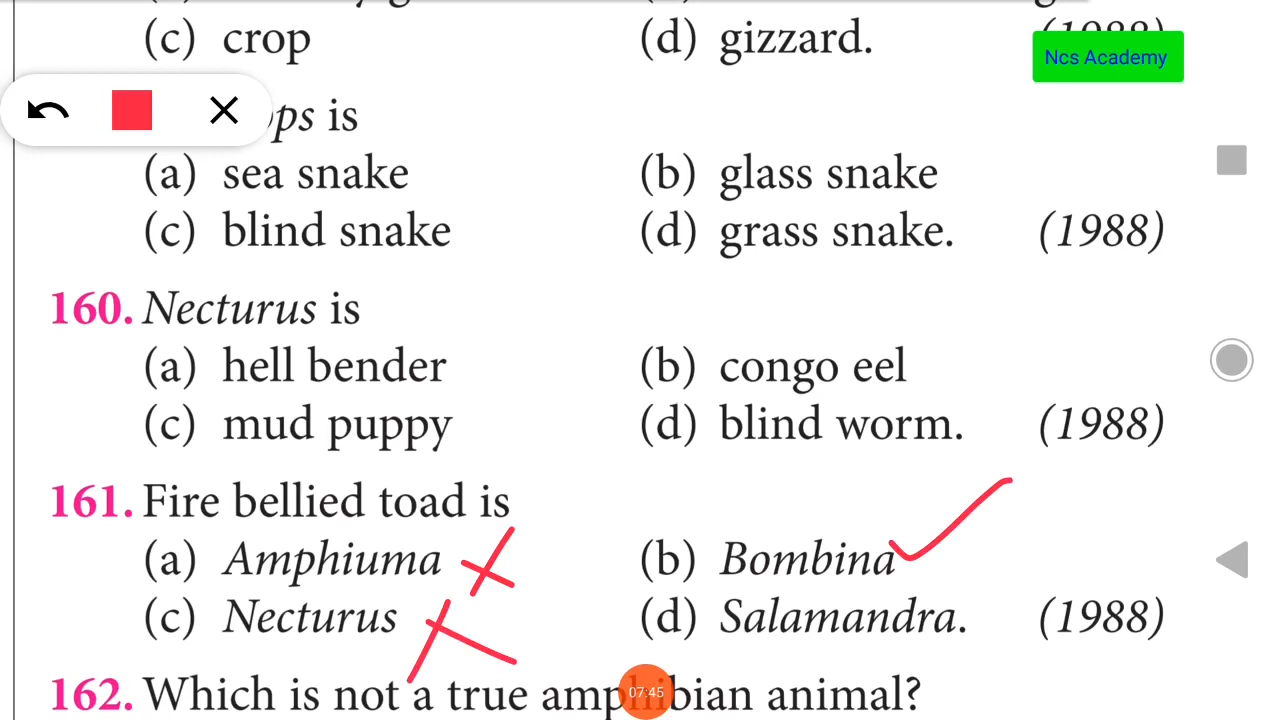 (c) crop (d) gizzard. (1988)
Ncs Academy
ps is
(a) sea snake (b) glass snake
(c) blind snake (d) grass snake. (1988)
160. Necturus is
(a) hell bender (b) congo eel
(c) mud puppy (d) blind worm. (1988)
161. Fire bellied toad is
(a) Amphiuma (b) Bombina
(c) Necturus (d) Salamandra. (1988)
162. Which is not a true amphibian animal?
07:45